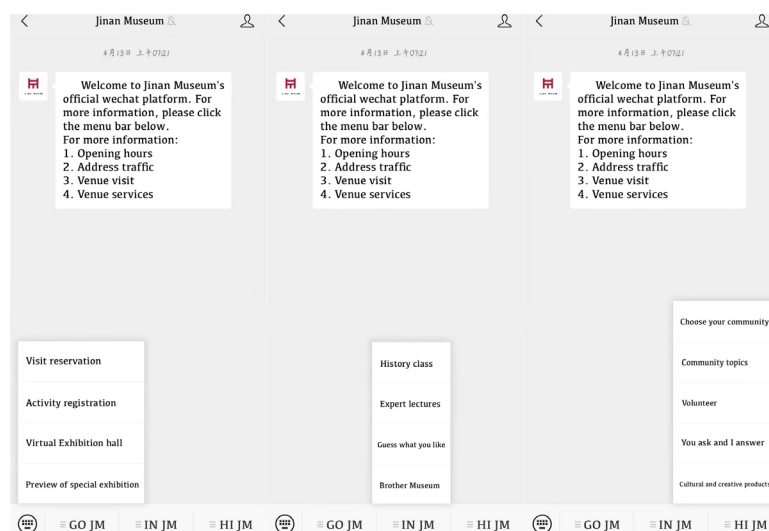 Jinan Museum
4月13日 上午07:21
Welcome to Jinan Museum's
official wechat platform. For
more information, please click
the menu bar below.
For more information:
1. Opening hours
2. Address traffic
3. Venue visit
4. Venue services
Visit reservation
Activity registration
Virtual Exhibition hall
Preview of special exhibition
GO JM
IN JM
HI JM
Jinan Museum
4月13日 上午07:21
Welcome to Jinan Museum's
official wechat platform. For
more information, please click
the menu bar below.
For more information:
1. Opening hours
2. Address traffic
3. Venue visit
4. Venue services
History class
Expert lectures
Guess what you like
Brother Museum
GO JM
IN JM
HI JM
Jinan Museum
4月13日 上午07:21
Welcome to Jinan Museum's
official wechat platform. For
more information, please click
the menu bar below.
For more information:
1. Opening hours
2. Address traffic
3. Venue visit
4. Venue services
Choose your community
Community topics
Volunteer
You ask and I answer
Cultural and creative products
GO JM
IN JM
HI JM